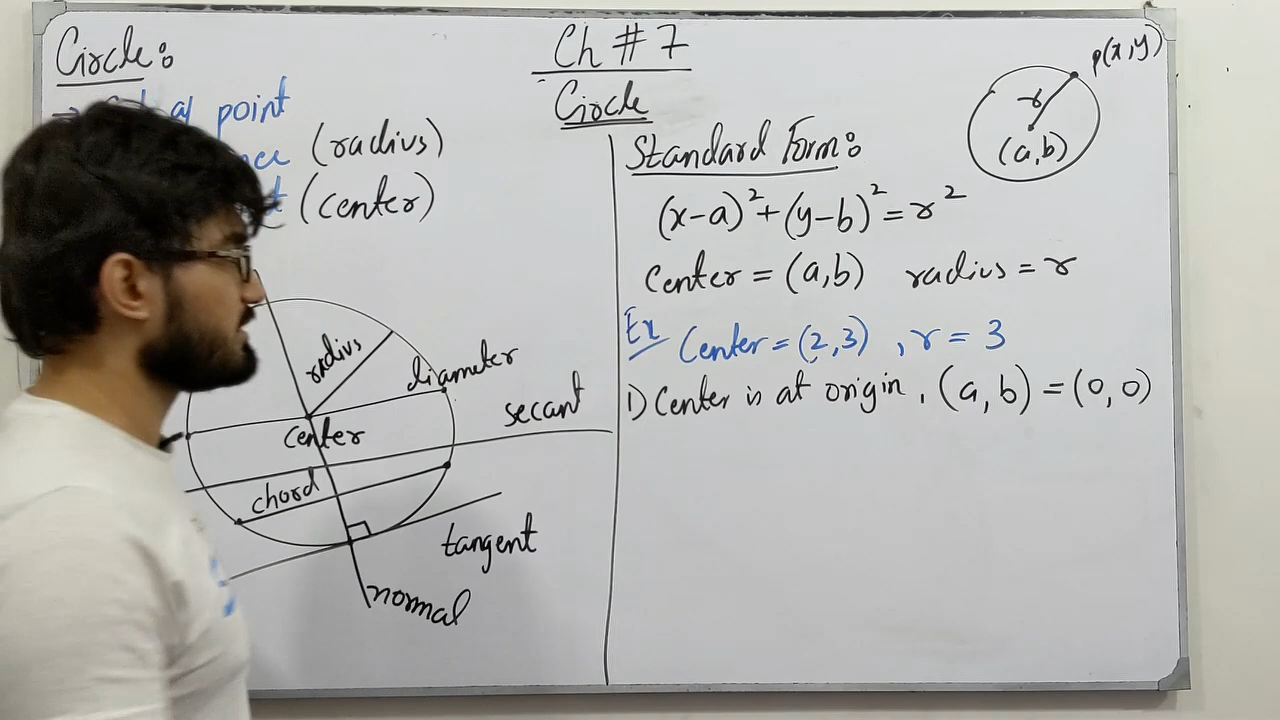 Ch # 7
Circle
Circle:
point
(radius)
(center)
radius
diameter
center
secant
chord
tangent
normal
Standard Form:
(x-a)²+(y-b)²=r²
Center = (a,b) radius = r
Ex Center = (2,3) , r = 3
1) Center is at origin, (a, b) = (0, 0)
P(x,y)
r
(a,b)